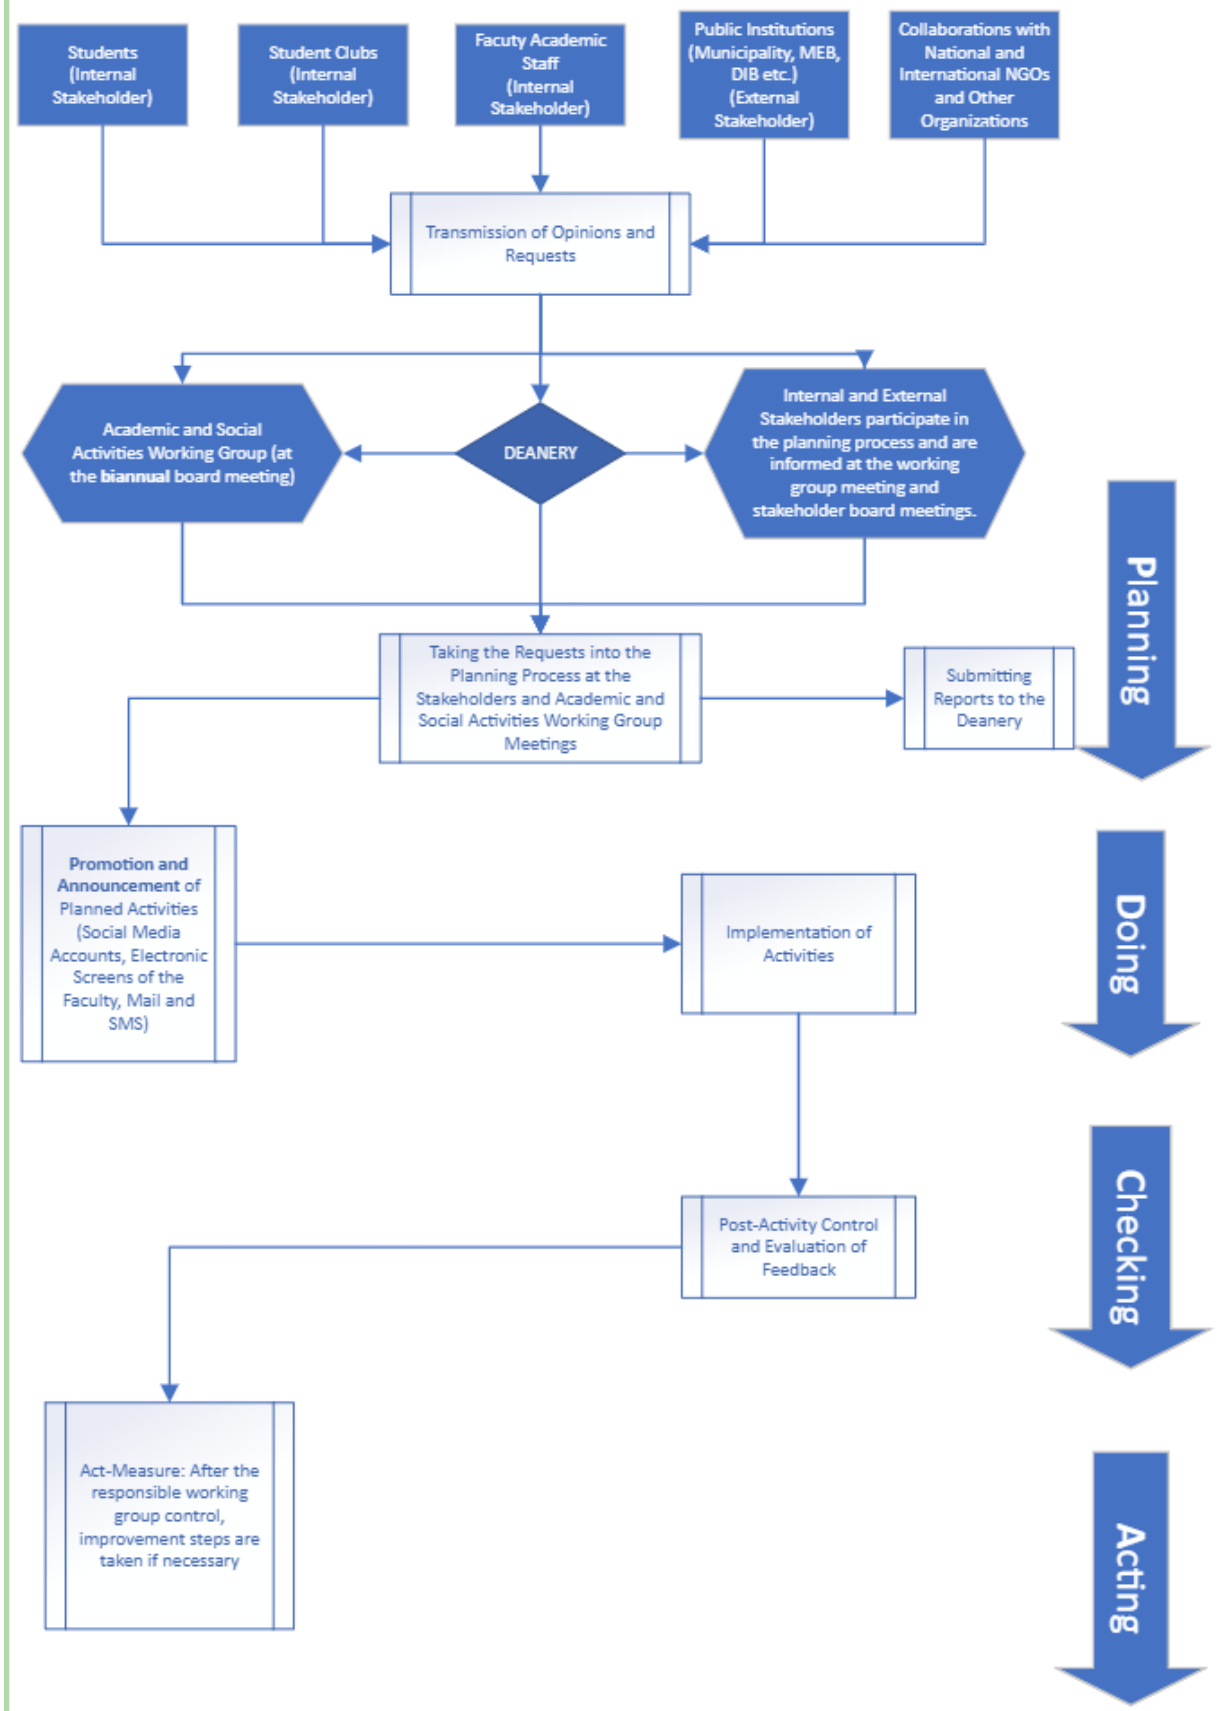 Students
(Internal
Stakeholder)
Student Clubs
(Internal
Stakeholder)
Facuty Academic
Staff
(Internal
Stakeholder)
Public Institutions
(Municipality, MEB,
DIB etc.)
(External
Stakeholder)
Collaborations with
National and
International NGOs
and Other
Organizations
Transmission of Opinions and
Requests
Academic and Social
Activities Working Group (at
the biannual board meeting)
DEANERY
Internal and External
Stakeholders participate in
the planning process and are
informed at the working
group meeting and
stakeholder board meetings.
Planning
Taking the Requests into the
Planning Process at the
Stakeholders and Academic and
Social Activities Working Group
Meetings
Submitting
Reports to the
Deanery
Promotion and
Announcement of
Planned Activities
(Social Media
Accounts, Electronic
Screens of the
Faculty, Mail and
SMS)
Implementation of
Activities
Doing
Post-Activity Control
and Evaluation of
Feedback
Checking
Act-Measure: After the
responsible working
group control,
improvement steps are
taken if necessary
Acting